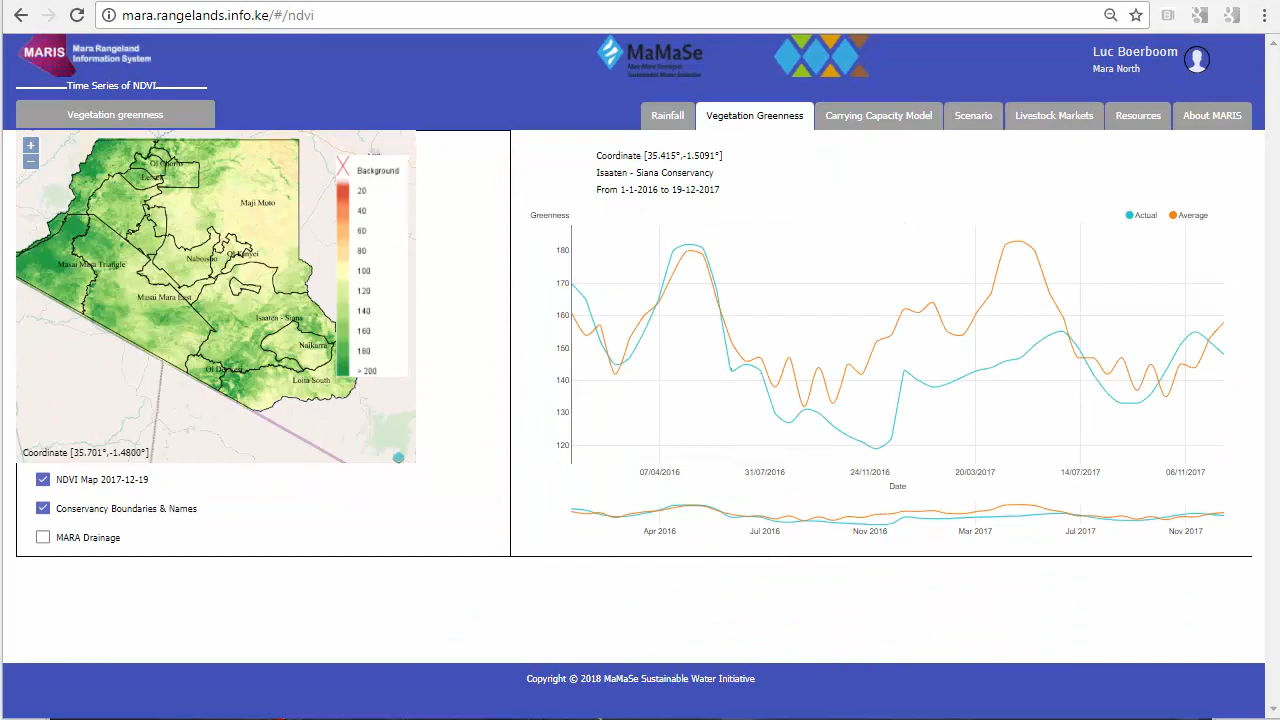 mara.rangelands.info.ke/#/ndvi
MARIS
Mara Rangeland
Information System
MaMaSe
Luc Boerboom
Mara North
Time Series of NDVI
Vegetation greenness
Rainfall
Vegetation Greenness
Carrying Capacity Model
Scenario
Livestock Markets
Resources
About MARIS
+
−
Maji Moto
Masai Mara Triangle
Naboisho
Masai Mara East
Isaaten - Siana
Naikarra
Loita South
Background
20
40
60
80
100
120
140
160
180
> 200
Coordinate [35.701°,-1.4800°]
NDVI Map 2017-12-19
Conservancy Boundaries & Names
MARA Drainage
Coordinate [35.415°,-1.5091°]
Isaaten - Siana Conservancy
From 1-1-2016 to 19-12-2017
Greenness
Actual
Average
180
170
160
150
140
130
120
07/04/2016
31/07/2016
24/11/2016
20/03/2017
14/07/2017
06/11/2017
Date
Apr 2016
Jul 2016
Nov 2016
Mar 2017
Jul 2017
Nov 2017
Copyright © 2018 MaMaSe Sustainable Water Initiative